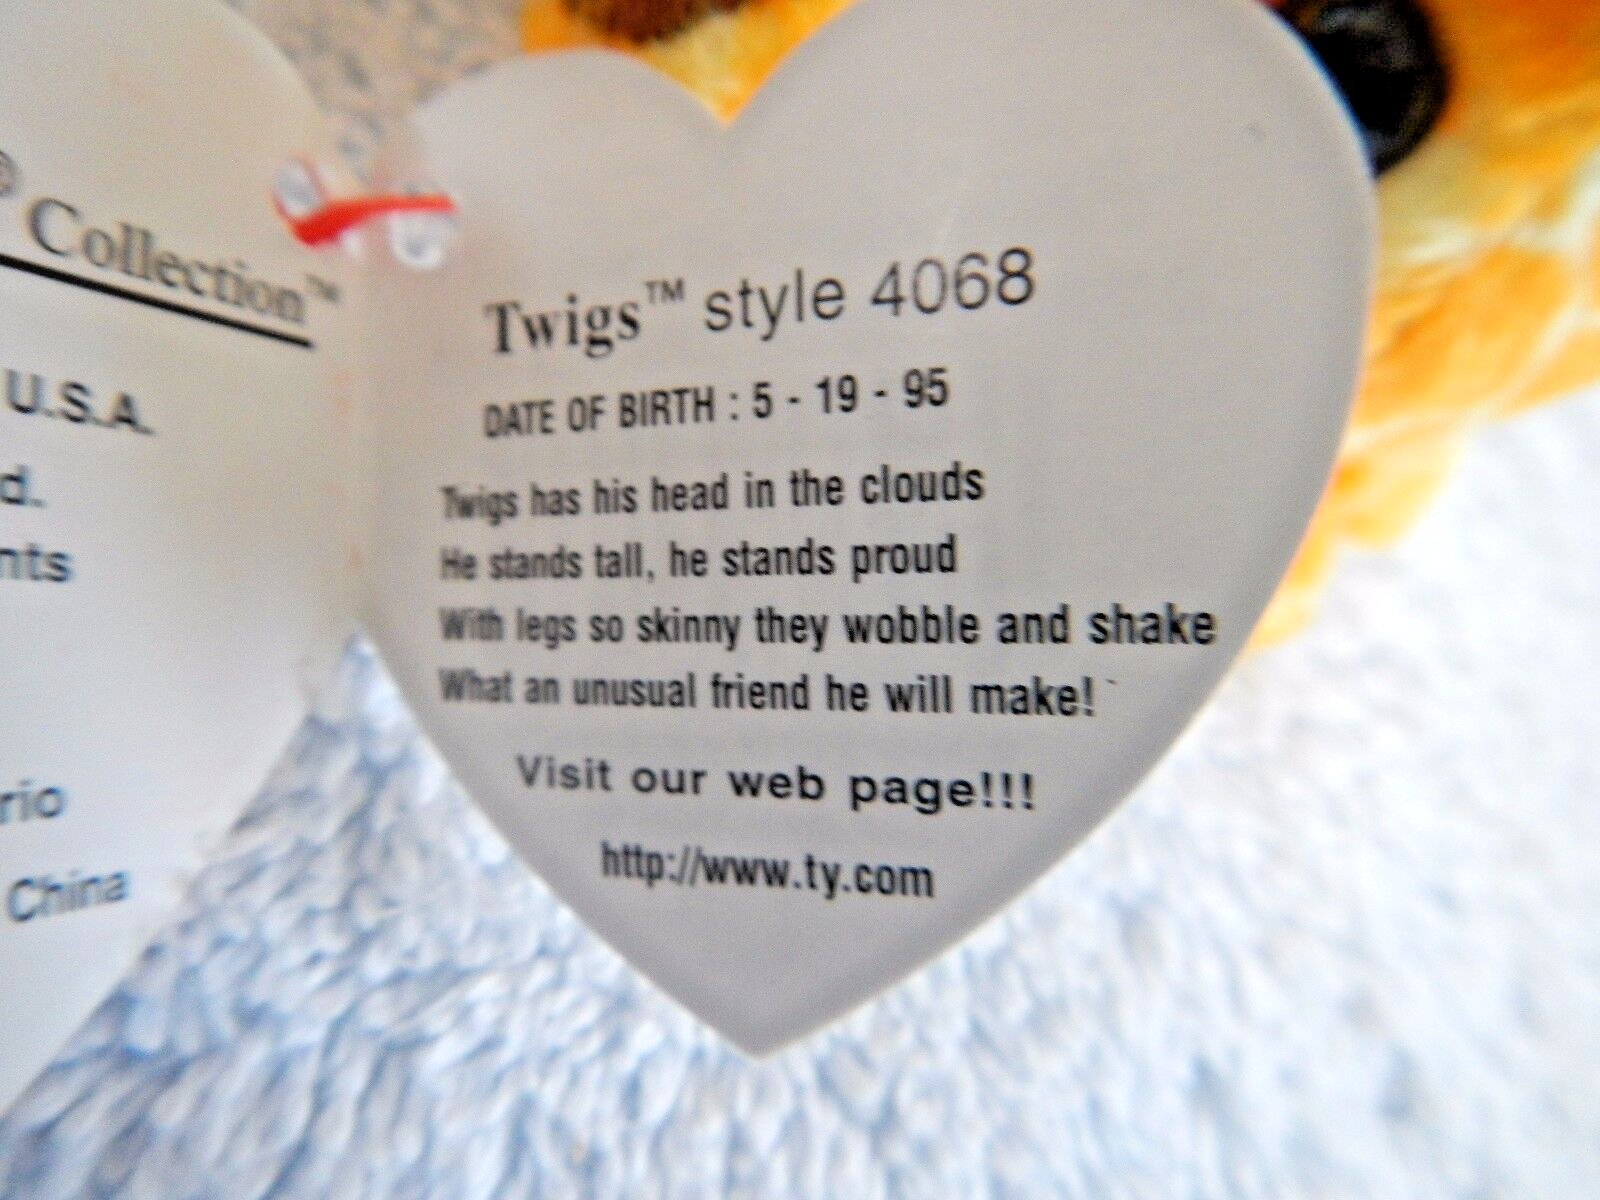 ® Collection™
U.S.A.
d.
nts
rio
China
Twigs™ style 4068
DATE OF BIRTH : 5 - 19 - 95
Twigs has his head in the clouds
He stands tall, he stands proud
With legs so skinny they wobble and shake
What an unusual friend he will make!
Visit our web page!!!
http://www.ty.com